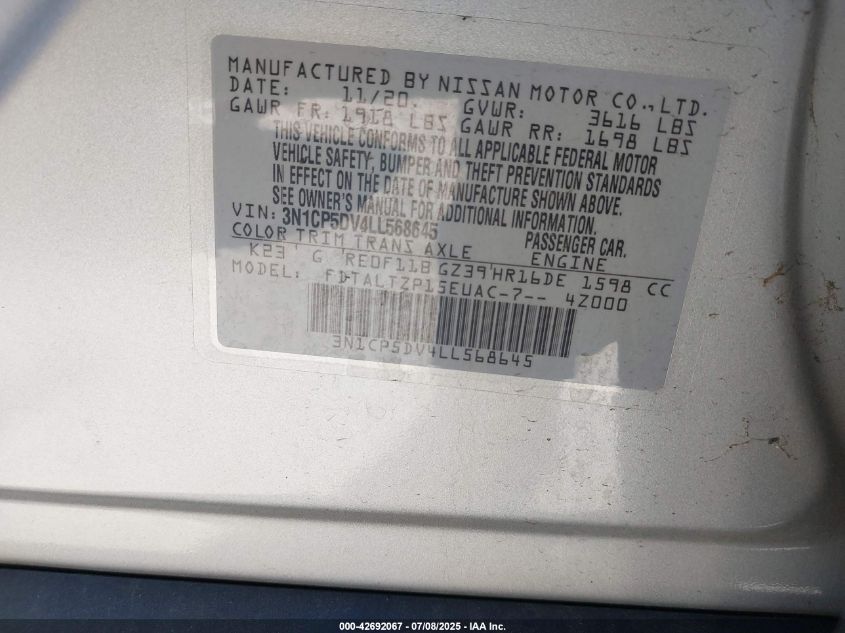 MANUFACTURED BY NISSAN MOTOR CO., LTD.
DATE: 11/20. GVWR: 3616 LBS
GAWR FR: 1918 LBS GAWR RR: 1698 LBS
THIS VEHICLE CONFORMS TO ALL APPLICABLE FEDERAL MOTOR
VEHICLE SAFETY, BUMPER AND THEFT PREVENTION STANDARDS
IN EFFECT ON THE DATE OF MANUFACTURE SHOWN ABOVE.
SEE OWNER'S MANUAL FOR ADDITIONAL INFORMATION.
VIN: 3N1CP5DV4LL568645 PASSENGER CAR.
COLOR TRIM TRANS AXLE ENGINE
K23 G RE0F11B GZ39 HR16DE 1598 CC
MODEL: FDTALTZP15EUAC-7-- 4Z000
3N1CP5DV4LL568645
000-42692067 - 07/08/2025 - IAA Inc.